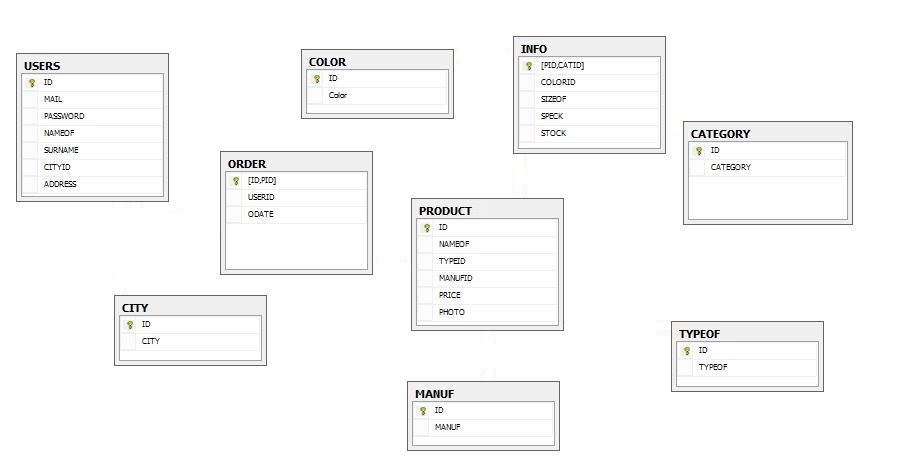 USERS
ID
MAIL
PASSWORD
NAMEOF
SURNAME
CITYID
ADDRESS
COLOR
ID
Color
INFO
[PID,CATID]
COLORID
SIZEOF
SPECK
STOCK
CATEGORY
ID
CATEGORY
ORDER
[ID,PID]
USERID
ODATE
PRODUCT
ID
NAMEOF
TYPEID
MANUFID
PRICE
PHOTO
CITY
ID
CITY
TYPEOF
ID
TYPEOF
MANUF
ID
MANUF